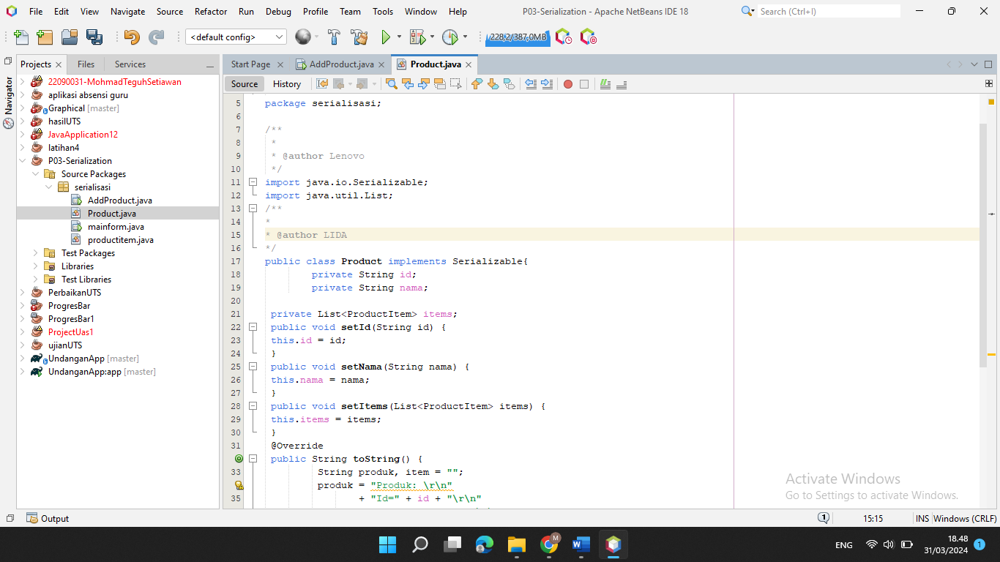 File Edit View Navigate Source Refactor Run Debug Profile Team Tools Window Help P03-Serialization - Apache NetBeans IDE 18 Search (Ctrl+I)
<default config> 228,2/387,0MB
Projects Files Services Start Page AddProduct.java Product.java
Source History
Navigator
22090031-MohmadTeguhSetiawan
aplikasi absensi guru
Graphical [master]
hasilUTS
JavaApplication12
latihan4
P03-Serialization
Source Packages
serialisasi
AddProduct.java
Product.java
mainform.java
productitem.java
Test Packages
Libraries
Test Libraries
PerbaikanUTS
ProgresBar
ProgresBar1
ProjectUas1
ujianUTS
UndanganApp [master]
UndanganApp:app [master]
5 package serialisasi;
6
7 /**
8 *
9 * @author Lenovo
10 */
11 import java.io.Serializable;
12 import java.util.List;
13 /**
14 *
15 * @author LIDA
16 */
17 public class Product implements Serializable{
18 private String id;
19 private String nama;
20
21 private List<ProductItem> items;
22 public void setId(String id) {
23 this.id = id;
24 }
25 public void setNama(String nama) {
26 this.nama = nama;
27 }
28 public void setItems(List<ProductItem> items) {
29 this.items = items;
30 }
31 @Override
public String toString() {
33 String produk, item = "";
produk = "Produk: \r\n"
35 + "Id=" + id + "\r\n"
Activate Windows
Go to Settings to activate Windows.
Output 1 15:15 INS Windows (CRLF)
M W ENG 18.48
31/03/2024 1